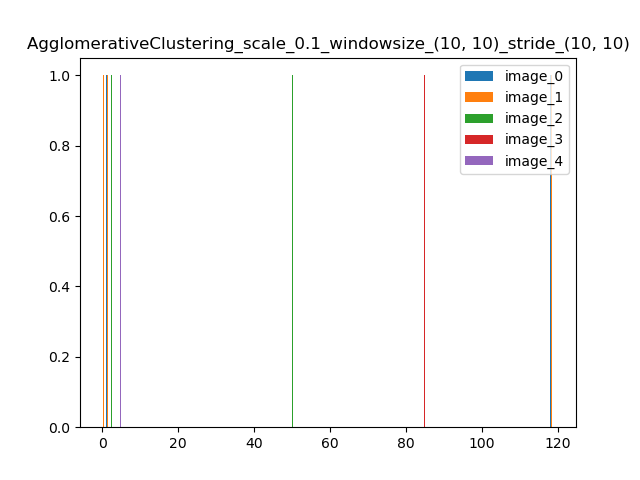 AgglomerativeClustering_scale_0.1_windowsize_(10, 10)_stride_(10, 10)
1.0
0.8
0.6
0.4
0.2
0.0
0 20 40 60 80 100 120
image_0
image_1
image_2
image_3
image_4